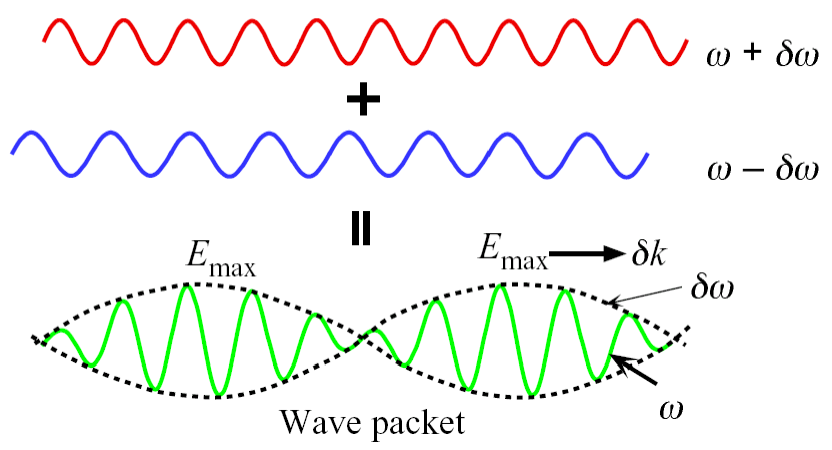 ω + δω
+
ω − δω
=
E_max
E_max → δk
δω
ω
Wave packet